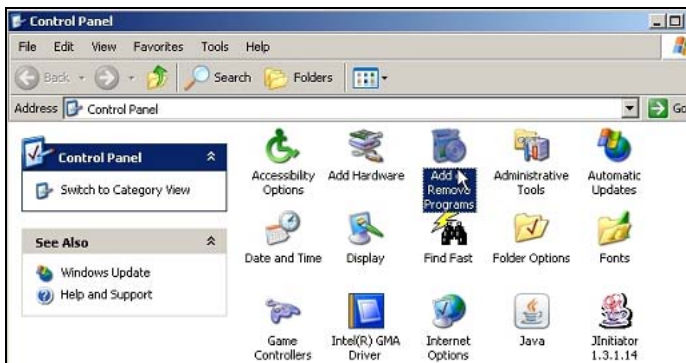 Control Panel
File Edit View Favorites Tools Help
Back Search Folders
Address Control Panel Go
Control Panel
Switch to Category View
See Also
Windows Update
Help and Support
Accessibility Options
Add Hardware
Add Remove Programs
Administrative Tools
Automatic Updates
Date and Time
Display
Find Fast
Folder Options
Fonts
Game Controllers
Intel(R) GMA Driver
Internet Options
Java
JInitiator 1.3.1.14